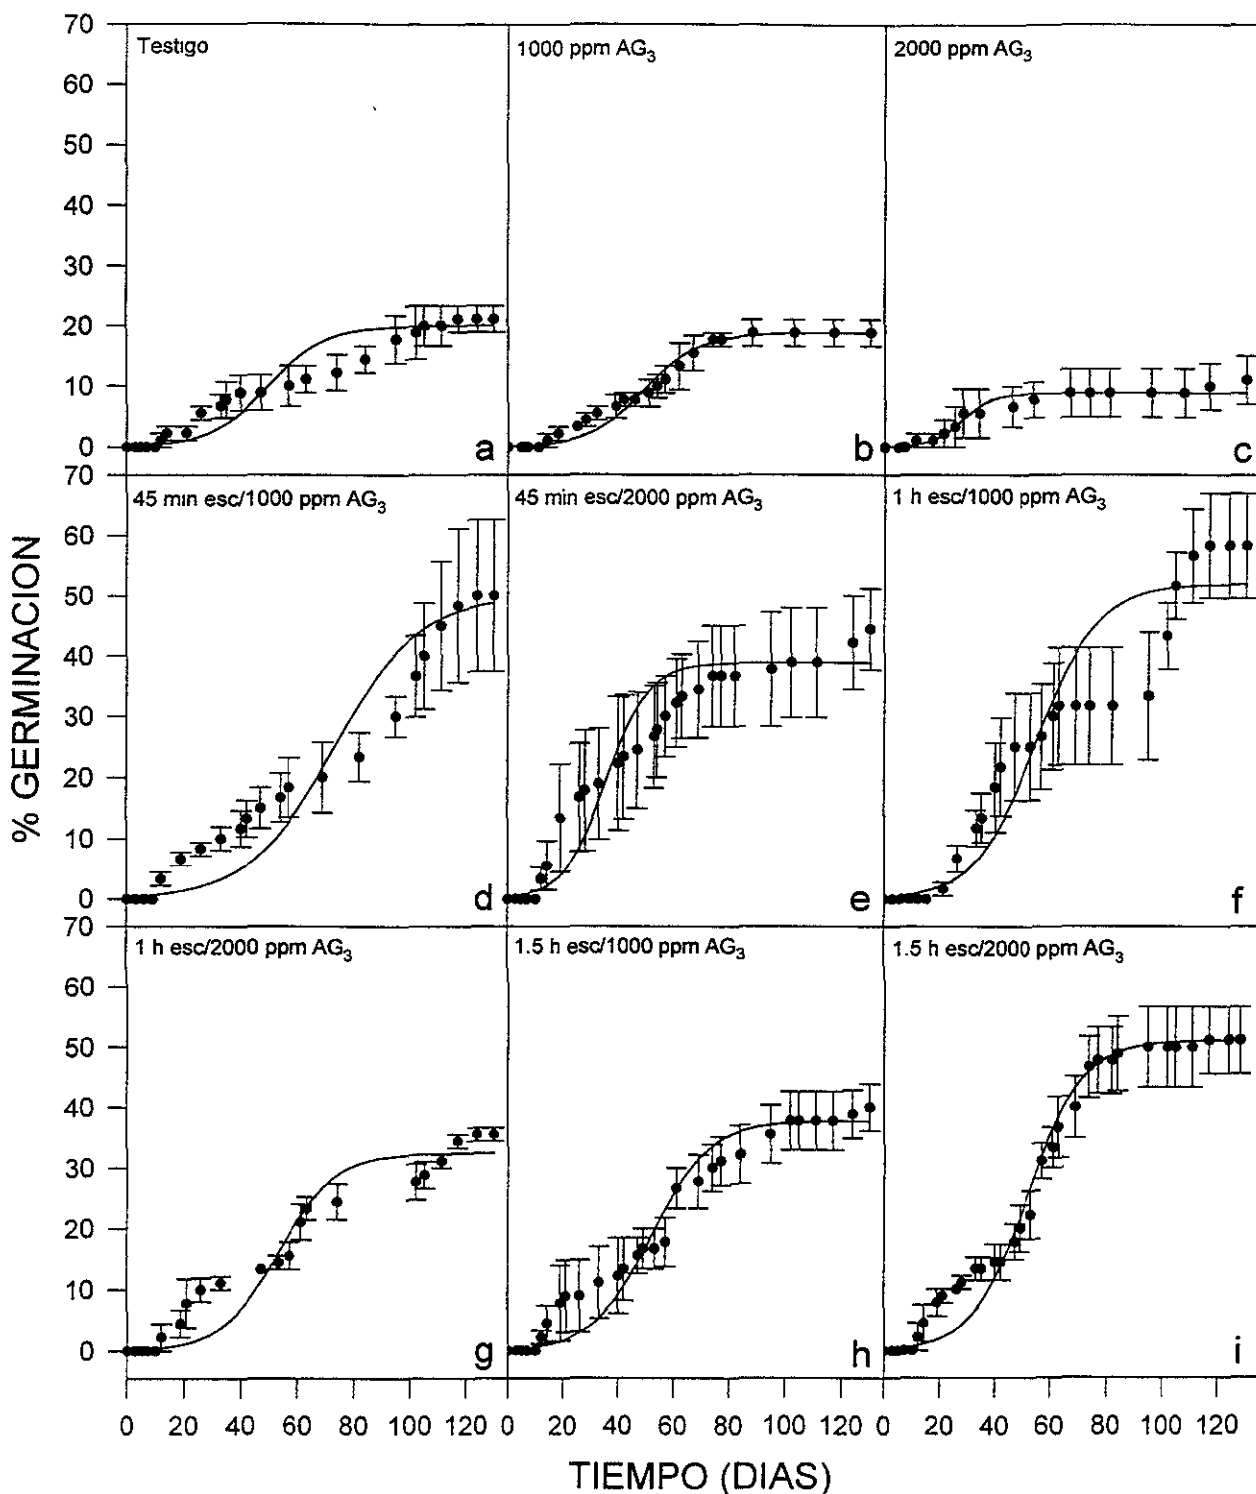 70
60
50
40
30
20
10
0
Testigo
a
1000 ppm AG3
b
2000 ppm AG3
c
% GERMINACION
70
60
50
40
30
20
10
0
45 min esc/1000 ppm AG3
d
45 min esc/2000 ppm AG3
e
1 h esc/1000 ppm AG3
f
70
60
50
40
30
20
10
0
1 h esc/2000 ppm AG3
g
1.5 h esc/1000 ppm AG3
h
1.5 h esc/2000 ppm AG3
i
0 20 40 60 80 100 120 0 20 40 60 80 100 120 0 20 40 60 80 100 120
TIEMPO (DIAS)